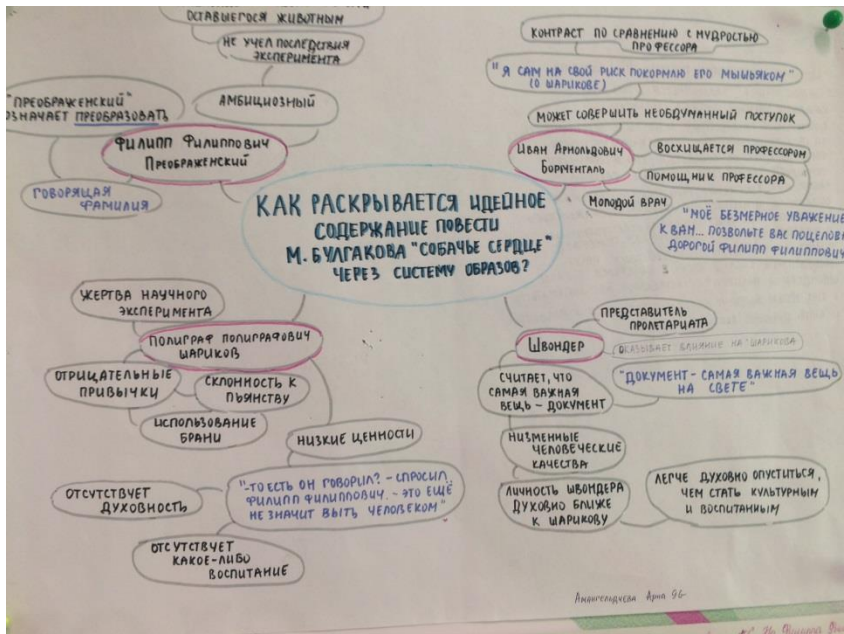 ОСТАВЫЕГОСЯ ЖИВОТНЫМ
НЕ УЧЕЛ ПОСЛЕДСТВИЯ
ЭКСПЕРИМЕНТА
"ПРЕОБРАЖЕНСКИЙ"
ОЗНАЧАЕТ ПРЕОБРАЗОВАТЬ
АМБИЦИОЗНЫЙ
ФИЛИПП ФИЛИППОВИЧ
ПРЕОБРАЖЕНСКИЙ
ГОВОРЯЩАЯ
ФАМИЛИЯ
КОНТРАСТ ПО СРАВНЕНИЮ С МУДРОСТЬЮ
ПРОФЕССОРА
"Я САМ НА СВОЙ РИСК ПОКОРМЛЮ ЕГО МЫШЬЯКОМ"
(О ШАРИКОВЕ)
МОЖЕТ СОВЕРШИТЬ НЕОБДУМАННЫЙ ПОСТУПОК
ИВАН АРНОЛЬДОВИЧ
БОРМЕНТАЛЬ
ВОСХИЩАЕТСЯ ПРОФЕССОРОМ
ПОМОЩНИК ПРОФЕССОРА
МОЛОДОЙ ВРАЧ
"МОЁ БЕЗМЕРНОЕ УВАЖЕНИЕ
К ВАМ... ПОЗВОЛЬТЕ ВАС ПОЦЕЛОВА
ДОРОГОЙ ФИЛИПП ФИЛИППОВИЧ
КАК РАСКРЫВАЕТСЯ ИДЕЙНОЕ
СОДЕРЖАНИЕ ПОВЕСТИ
М. БУЛГАКОВА "СОБАЧЬЕ СЕРДЦЕ"
ЧЕРЕЗ СИСТЕМУ ОБРАЗОВ?
ЖЕРТВА НАУЧНОГО
ЭКСПЕРИМЕНТА
ПОЛИГРАФ ПОЛИГРАФОВИЧ
ШАРИКОВ
ОТРИЦАТЕЛЬНЫЕ
ПРИВЫЧКИ
СКЛОННОСТЬ К
ПЬЯНСТВУ
ИСПОЛЬЗОВАНИЕ
БРАНИ
НИЗКИЕ ЦЕННОСТИ
"-ТО ЕСТЬ ОН ГОВОРИЛ? - СПРОСИЛ
ФИЛИПП ФИЛИППОВИЧ. - ЭТО ЕЩЁ
НЕ ЗНАЧИТ БЫТЬ ЧЕЛОВЕКОМ"
ОТСУТСТВУЕТ
ДУХОВНОСТЬ
ОТСУТСТВУЕТ
КАКОЕ-ЛИБО
ВОСПИТАНИЕ
ПРЕДСТАВИТЕЛЬ
ПРОЛЕТАРИАТА
ШВОНДЕР
ОКАЗЫВАЕТ ВЛИЯНИЕ НА ШАРИКОВА
СЧИТАЕТ, ЧТО
САМАЯ ВАЖНАЯ
ВЕЩЬ - ДОКУМЕНТ
"ДОКУМЕНТ - САМАЯ ВАЖНАЯ ВЕЩЬ
НА СВЕТЕ"
НИЗМЕННЫЕ
ЧЕЛОВЕЧЕСКИЕ
КАЧЕСТВА
ЛИЧНОСТЬ ШВОНДЕРА
ДУХОВНО БЛИЖЕ
К ШАРИКОВУ
ЛЕГЧЕ ДУХОВНО ОПУСТИТЬСЯ,
ЧЕМ СТАТЬ КУЛЬТУРНЫМ
И ВОСПИТАННЫМ
Амангельдуева Арна 9Б